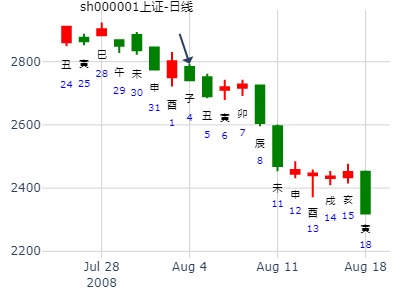 sh000001上证-日线
2800
2600
2400
2200
丑
24
寅
25
巳
28
午
29
未
30
申
31
酉
1
子
4
丑
5
寅
6
卯
7
辰
8
未
11
申
12
酉
13
戌
14
亥
15
寅
18
Jul 28
2008
Aug 4
Aug 11
Aug 18